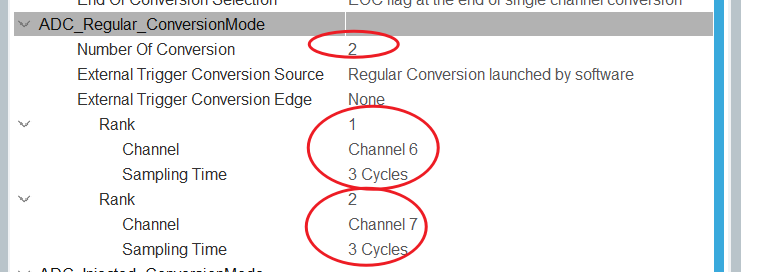 End Of Conversion Selection EOC flag at the end of single channel conversion
ADC_Regular_ConversionMode
Number Of Conversion 2
External Trigger Conversion Source Regular Conversion launched by software
External Trigger Conversion Edge None
Rank 1
Channel Channel 6
Sampling Time 3 Cycles
Rank 2
Channel Channel 7
Sampling Time 3 Cycles
ADC_Injected_ConversionMode